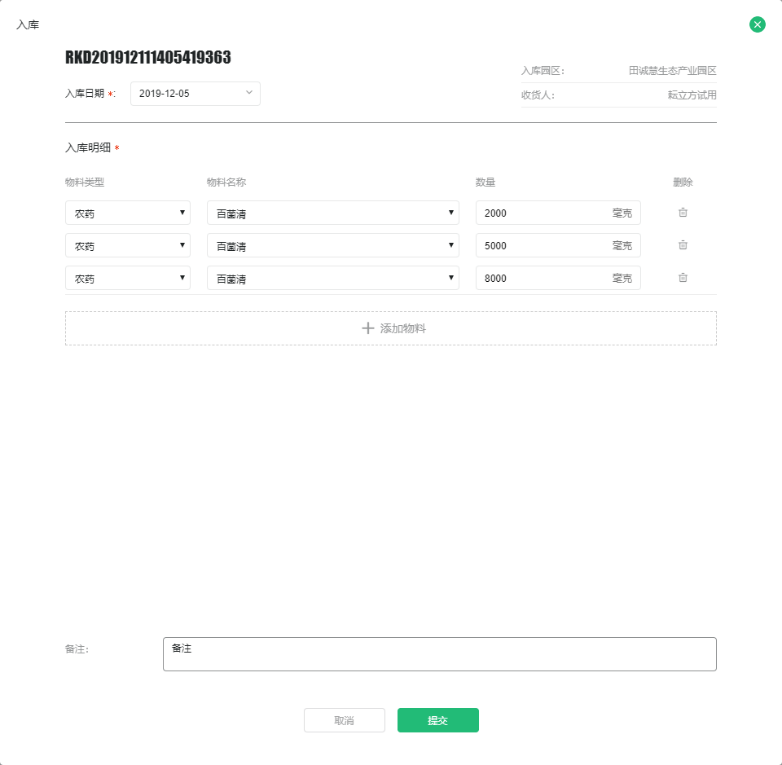 入库
RKD201912111405419363
入库日期 *:
2019-12-05
入库园区:
田诚慧生态产业园区
收货人:
耘立方试用
入库明细 *
物料类型 物料名称 数量 删除
农药 百菌清 2000 毫克
农药 百菌清 5000 毫克
农药 百菌清 8000 毫克
添加物料
备注: 备注
取消 提交